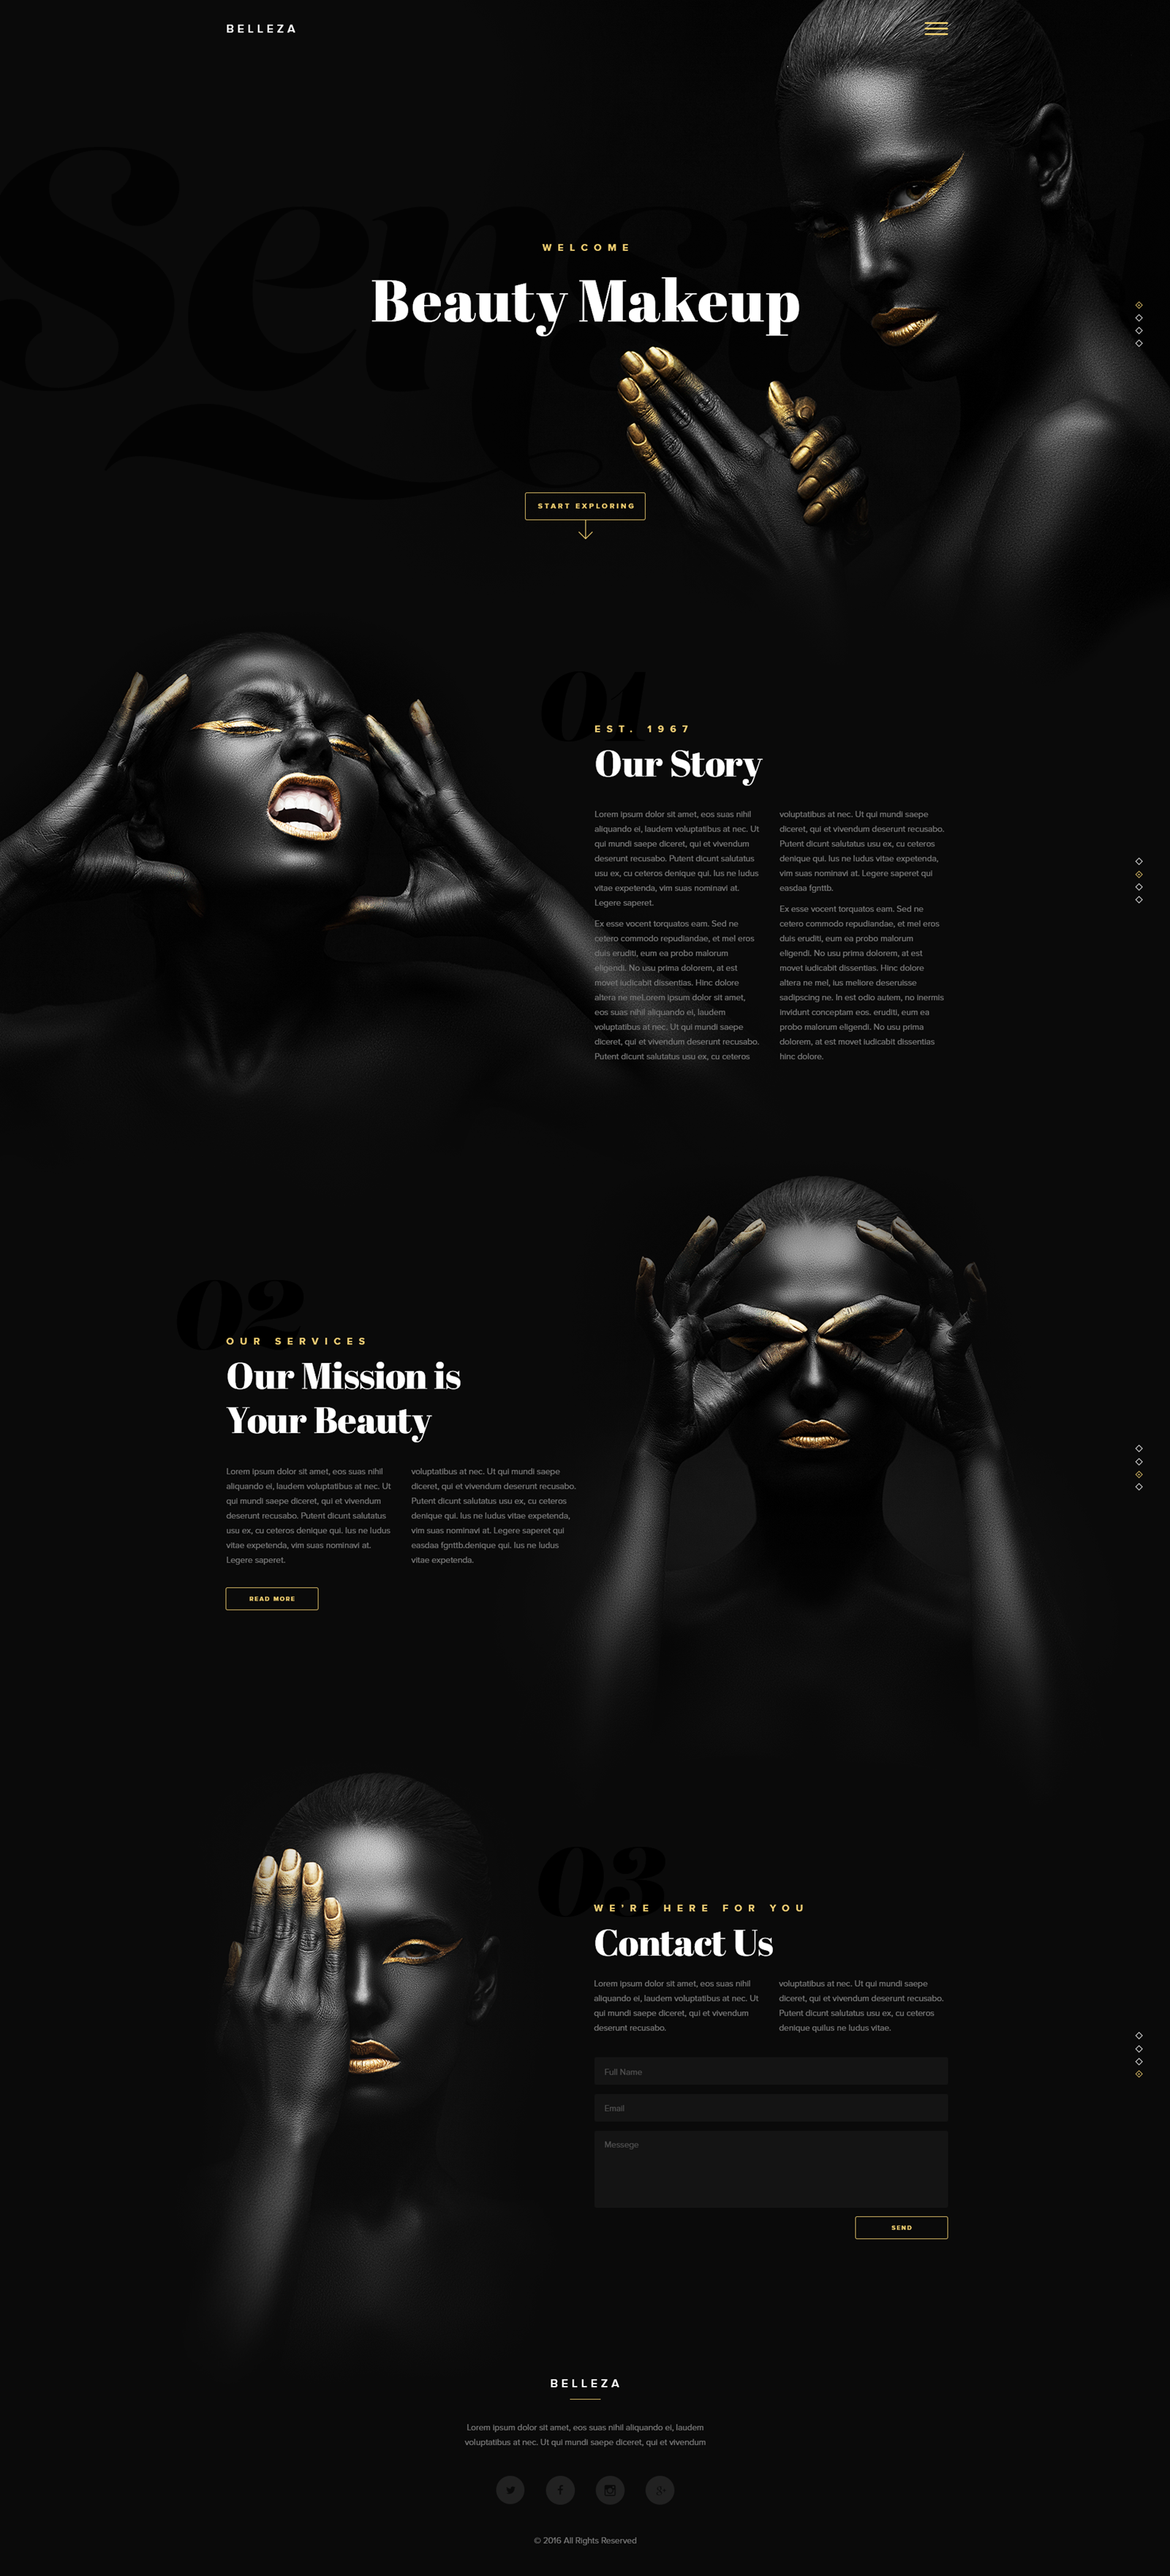 BELLEZA
Sensu
WELCOME
Beauty Makeup
START EXPLORING
01
EST. 1967
Our Story
Lorem ipsum dolor sit amet, eos suas nihil
aliquando ei, laudem voluptatibus at nec. Ut
qui mundi saepe diceret, qui et vivendum
deserunt recusabo. Putent dicunt salutatus
usu ex, cu ceteros denique qui. Ius ne ludus
vitae expetenda, vim suas nominavi at.
Legere saperet.
Ex esse vocent torquatos eam. Sed ne
cetero commodo repudiandae, et mel eros
duis eruditi, eum ea probo malorum
eligendi. No usu prima dolorem, at est
movet iudicabit dissentias. Hinc dolore
altera ne mel.orem ipsum dolor sit amet,
eos suas nihil aliquando ei, laudem
voluptatibus at nec. Ut qui mundi saepe
diceret, qui et vivendum deserunt recusabo.
Putent dicunt salutatus usu ex, cu ceteros
voluptatibus at nec. Ut qui mundi saepe
diceret, qui et vivendum deserunt recusabo.
Putent dicunt salutatus usu ex, cu ceteros
denique qui. Ius ne ludus vitae expetenda,
vim suas nominavi at. Legere saperet qui
easdaa fgnttb.
Ex esse vocent torquatos eam. Sed ne
cetero commodo repudiandae, et mel eros
duis eruditi, eum ea probo malorum
eligendi. No usu prima dolorem, at est
movet iudicabit dissentias. Hinc dolore
altera ne mel, ius meliore deseruisse
sadipscing ne. In est odio autem, no inermis
invidunt conceptam eos. eruditi, eum ea
probo malorum eligendi. No usu prima
dolorem, at est movet iudicabit dissentias
hinc dolore.
02
OUR SERVICES
Our Mission is
Your Beauty
Lorem ipsum dolor sit amet, eos suas nihil
aliquando ei, laudem voluptatibus at nec. Ut
qui mundi saepe diceret, qui et vivendum
deserunt recusabo. Putent dicunt salutatus
usu ex, cu ceteros denique qui. Ius ne ludus
vitae expetenda, vim suas nominavi at.
Legere saperet.
voluptatibus at nec. Ut qui mundi saepe
diceret, qui et vivendum deserunt recusabo.
Putent dicunt salutatus usu ex, cu ceteros
denique qui. Ius ne ludus vitae expetenda,
vim suas nominavi at. Legere saperet qui
easdaa fgnttb.denique qui. Ius ne ludus
vitae expetenda.
READ MORE
03
WE'RE HERE FOR YOU
Contact Us
Lorem ipsum dolor sit amet, eos suas nihil
aliquando ei, laudem voluptatibus at nec. Ut
qui mundi saepe diceret, qui et vivendum
deserunt recusabo.
voluptatibus at nec. Ut qui mundi saepe
diceret, qui et vivendum deserunt recusabo.
Putent dicunt salutatus usu ex, cu ceteros
denique quilus ne ludus vitae.
Full Name
Email
Messege
SEND
BELLEZA
Lorem ipsum dolor sit amet, eos suas nihil aliquando ei, laudem
voluptatibus at nec. Ut qui mundi saepe diceret, qui et vivendum
© 2016 All Rights Reserved